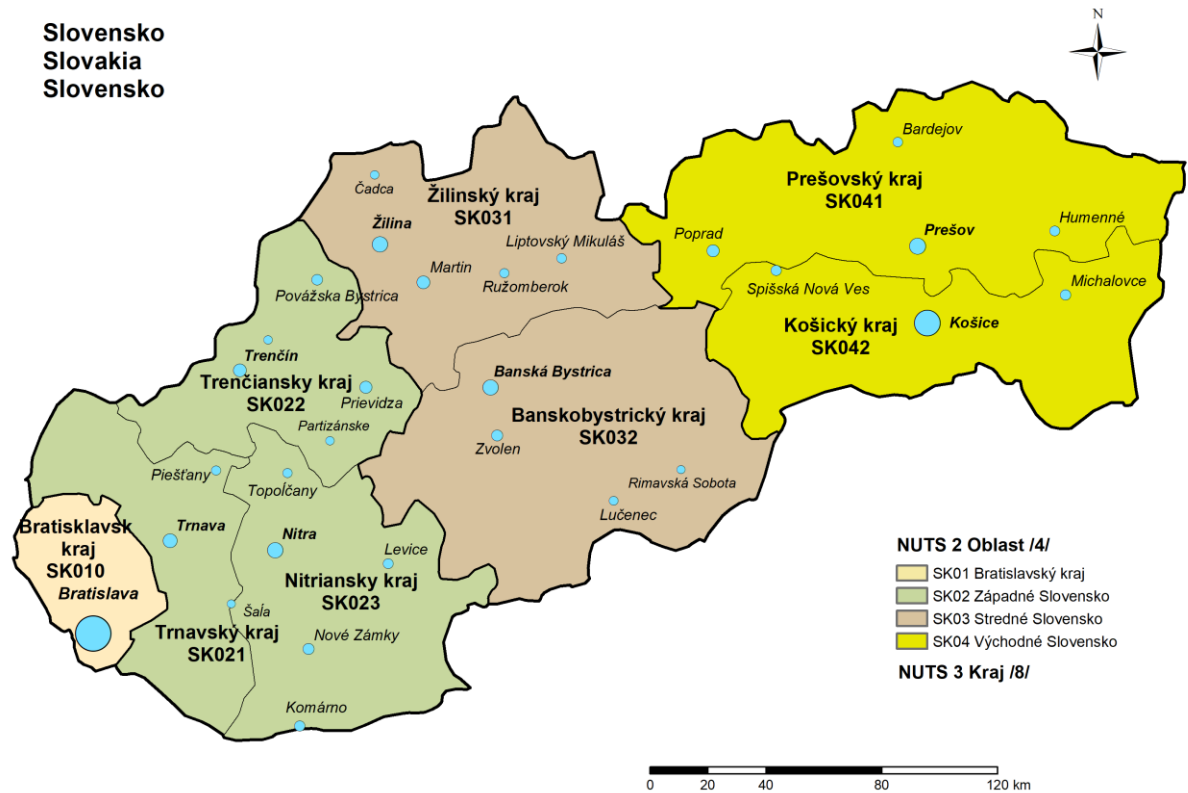 Slovensko
Slovakia
Slovensko
N
Bardejov
Čadca
Žilinský kraj
SK031
Prešovský kraj
SK041
Žilina
Liptovský Mikuláš
Poprad
Prešov
Humenné
Martin
Ružomberok
Spišská Nová Ves
Michalovce
Považska Bystrica
Košický kraj
SK042
Košice
Trenčín
Trenčiansky kraj
SK022
Prievidza
Banská Bystrica
Banskobystrický kraj
SK032
Partizánske
Zvolen
Piešťany
Topoľčany
Rimavská Sobota
Lučenec
Bratisklavsk
kraj
SK010
Bratislava
Trnava
Nitra
Levice
Nitriansky kraj
SK023
Šaľa
Trnavský kraj
SK021
Nové Zámky
Komárno
NUTS 2 Oblast /4/
SK01 Bratislavský kraj
SK02 Západné Slovensko
SK03 Stredné Slovensko
SK04 Východné Slovensko
NUTS 3 Kraj /8/
0 20 40 80 120 km